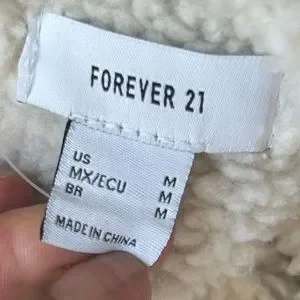 FOREVER 21
US M
MX/ECU M
BR M
MADE IN CHINA